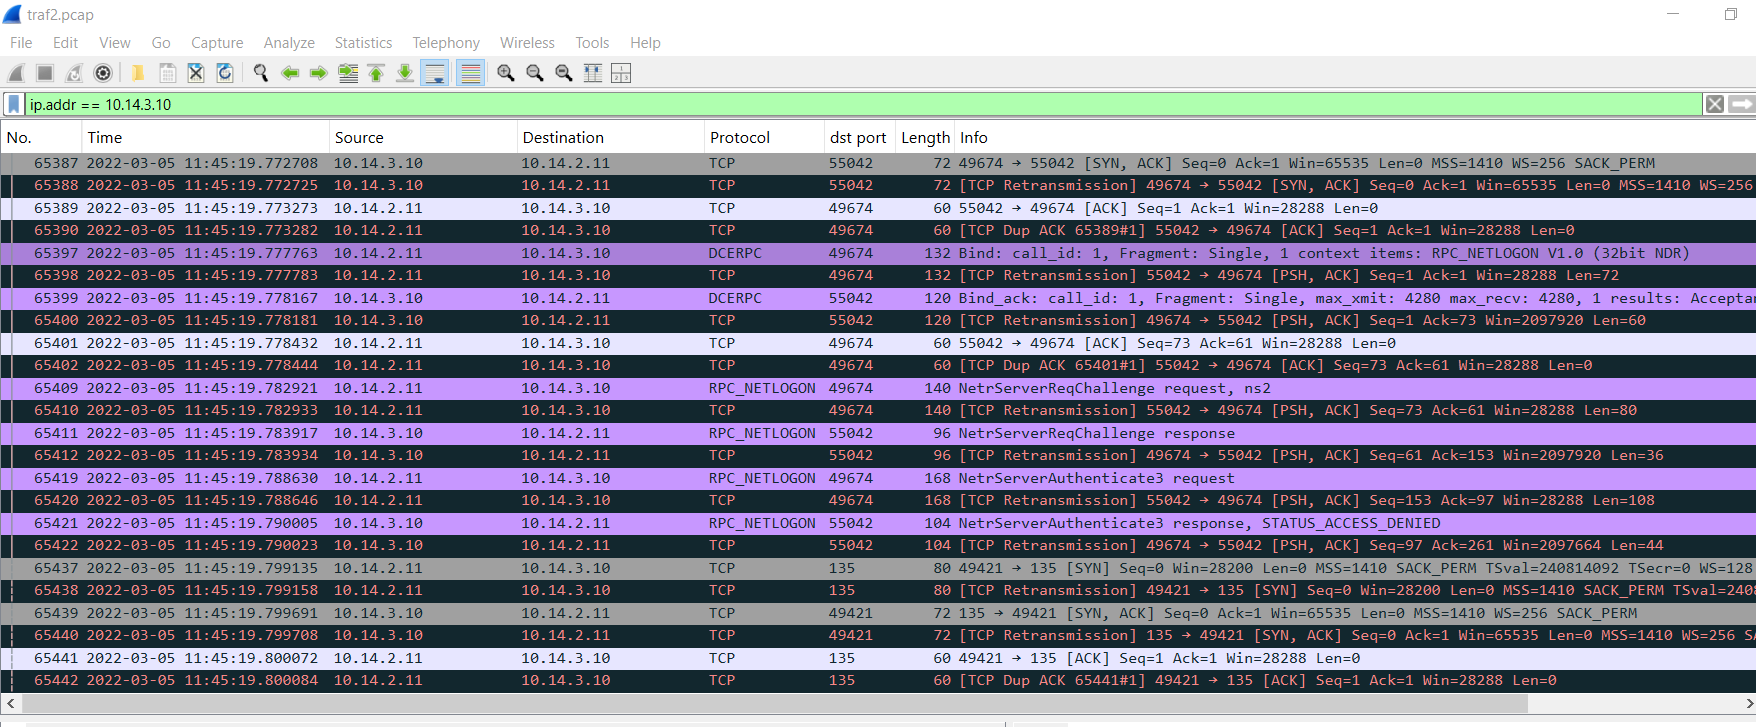 traf2.pcap
File Edit View Go Capture Analyze Statistics Telephony Wireless Tools Help
ip.addr == 10.14.3.10
No. Time Source Destination Protocol dst port Length Info
65387 2022-03-05 11:45:19.772708 10.14.3.10 10.14.2.11 TCP 55042 72 49674 → 55042 [SYN, ACK] Seq=0 Ack=1 Win=65535 Len=0 MSS=1410 WS=256 SACK_PERM
65388 2022-03-05 11:45:19.772725 10.14.3.10 10.14.2.11 TCP 55042 72 [TCP Retransmission] 49674 → 55042 [SYN, ACK] Seq=0 Ack=1 Win=65535 Len=0 MSS=1410 WS=256
65389 2022-03-05 11:45:19.773273 10.14.2.11 10.14.3.10 TCP 49674 60 55042 → 49674 [ACK] Seq=1 Ack=1 Win=28288 Len=0
65390 2022-03-05 11:45:19.773282 10.14.2.11 10.14.3.10 TCP 49674 60 [TCP Dup ACK 65389#1] 55042 → 49674 [ACK] Seq=1 Ack=1 Win=28288 Len=0
65397 2022-03-05 11:45:19.777763 10.14.2.11 10.14.3.10 DCERPC 49674 132 Bind: call_id: 1, Fragment: Single, 1 context items: RPC_NETLOGON V1.0 (32bit NDR)
65398 2022-03-05 11:45:19.777783 10.14.2.11 10.14.3.10 TCP 49674 132 [TCP Retransmission] 55042 → 49674 [PSH, ACK] Seq=1 Ack=1 Win=28288 Len=72
65399 2022-03-05 11:45:19.778167 10.14.3.10 10.14.2.11 DCERPC 55042 120 Bind_ack: call_id: 1, Fragment: Single, max_xmit: 4280 max_recv: 4280, 1 results: Acceptan
65400 2022-03-05 11:45:19.778181 10.14.3.10 10.14.2.11 TCP 55042 120 [TCP Retransmission] 49674 → 55042 [PSH, ACK] Seq=1 Ack=73 Win=2097920 Len=60
65401 2022-03-05 11:45:19.778432 10.14.2.11 10.14.3.10 TCP 49674 60 55042 → 49674 [ACK] Seq=73 Ack=61 Win=28288 Len=0
65402 2022-03-05 11:45:19.778444 10.14.2.11 10.14.3.10 TCP 49674 60 [TCP Dup ACK 65401#1] 55042 → 49674 [ACK] Seq=73 Ack=61 Win=28288 Len=0
65409 2022-03-05 11:45:19.782921 10.14.2.11 10.14.3.10 RPC_NETLOGON 49674 140 NetrServerReqChallenge request, ns2
65410 2022-03-05 11:45:19.782933 10.14.2.11 10.14.3.10 TCP 49674 140 [TCP Retransmission] 55042 → 49674 [PSH, ACK] Seq=73 Ack=61 Win=28288 Len=80
65411 2022-03-05 11:45:19.783917 10.14.3.10 10.14.2.11 RPC_NETLOGON 55042 96 NetrServerReqChallenge response
65412 2022-03-05 11:45:19.783934 10.14.3.10 10.14.2.11 TCP 55042 96 [TCP Retransmission] 49674 → 55042 [PSH, ACK] Seq=61 Ack=153 Win=2097920 Len=36
65419 2022-03-05 11:45:19.788630 10.14.2.11 10.14.3.10 RPC_NETLOGON 49674 168 NetrServerAuthenticate3 request
65420 2022-03-05 11:45:19.788646 10.14.2.11 10.14.3.10 TCP 49674 168 [TCP Retransmission] 55042 → 49674 [PSH, ACK] Seq=153 Ack=97 Win=28288 Len=108
65421 2022-03-05 11:45:19.790005 10.14.3.10 10.14.2.11 RPC_NETLOGON 55042 104 NetrServerAuthenticate3 response, STATUS_ACCESS_DENIED
65422 2022-03-05 11:45:19.790023 10.14.3.10 10.14.2.11 TCP 55042 104 [TCP Retransmission] 49674 → 55042 [PSH, ACK] Seq=97 Ack=261 Win=2097664 Len=44
65437 2022-03-05 11:45:19.799135 10.14.2.11 10.14.3.10 TCP 135 80 49421 → 135 [SYN] Seq=0 Win=28200 Len=0 MSS=1410 SACK_PERM TSval=240814092 TSecr=0 WS=128
65438 2022-03-05 11:45:19.799158 10.14.2.11 10.14.3.10 TCP 135 80 [TCP Retransmission] 49421 → 135 [SYN] Seq=0 Win=28200 Len=0 MSS=1410 SACK_PERM TSval=2408
65439 2022-03-05 11:45:19.799691 10.14.3.10 10.14.2.11 TCP 49421 72 135 → 49421 [SYN, ACK] Seq=0 Ack=1 Win=65535 Len=0 MSS=1410 WS=256 SACK_PERM
65440 2022-03-05 11:45:19.799708 10.14.3.10 10.14.2.11 TCP 49421 72 [TCP Retransmission] 135 → 49421 [SYN, ACK] Seq=0 Ack=1 Win=65535 Len=0 MSS=1410 WS=256 SA
65441 2022-03-05 11:45:19.800072 10.14.2.11 10.14.3.10 TCP 135 60 49421 → 135 [ACK] Seq=1 Ack=1 Win=28288 Len=0
65442 2022-03-05 11:45:19.800084 10.14.2.11 10.14.3.10 TCP 135 60 [TCP Dup ACK 65441#1] 49421 → 135 [ACK] Seq=1 Ack=1 Win=28288 Len=0